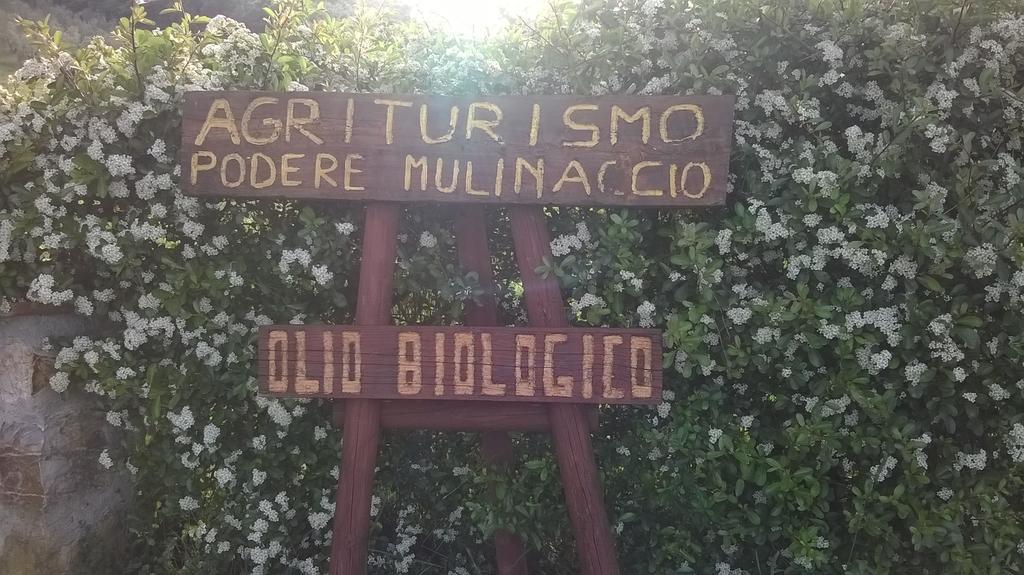 AGRITURISMO
PODERE MULINACCIO
OLIO BIOLOGICO